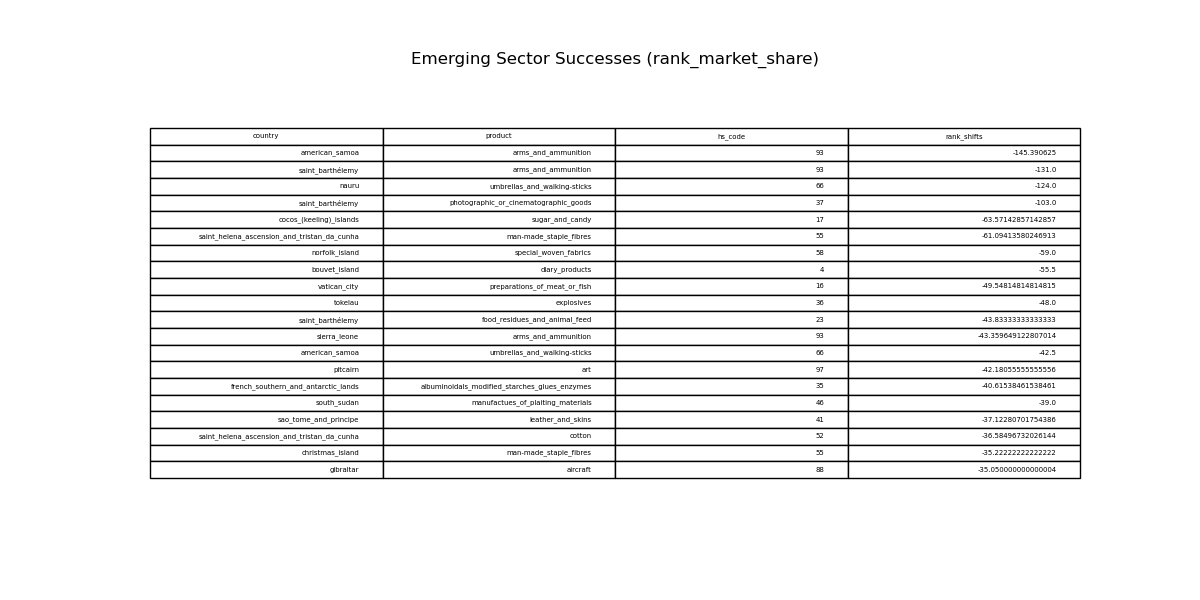 Emerging Sector Successes (rank_market_share)
country product hs_code rank_shifts
american_samoa arms_and_ammunition 93 -145.390625
saint_barthélemy arms_and_ammunition 93 -131.0
nauru umbrellas_and_walking-sticks 66 -124.0
saint_barthélemy photographic_or_cinematographic_goods 37 -103.0
cocos_(keeling)_islands sugar_and_candy 17 -63.57142857142857
saint_helena_ascension_and_tristan_da_cunha man-made_staple_fibres 55 -61.09413580246913
norfolk_island special_woven_fabrics 58 -59.0
bouvet_island diary_products 4 -55.5
vatican_city preparations_of_meat_or_fish 16 -49.54814814814815
tokelau explosives 36 -48.0
saint_barthélemy food_residues_and_animal_feed 23 -43.83333333333333
sierra_leone arms_and_ammunition 93 -43.359649122807014
american_samoa umbrellas_and_walking-sticks 66 -42.5
pitcairn art 97 -42.18055555555556
french_southern_and_antarctic_lands albuminoidals_modified_starches_glues_enzymes 35 -40.61538461538461
south_sudan manufactues_of_plaiting_materials 46 -39.0
sao_tome_and_principe leather_and_skins 41 -37.12280701754386
saint_helena_ascension_and_tristan_da_cunha cotton 52 -36.58496732026144
christmas_island man-made_staple_fibres 55 -35.22222222222222
gibraltar aircraft 88 -35.050000000000004